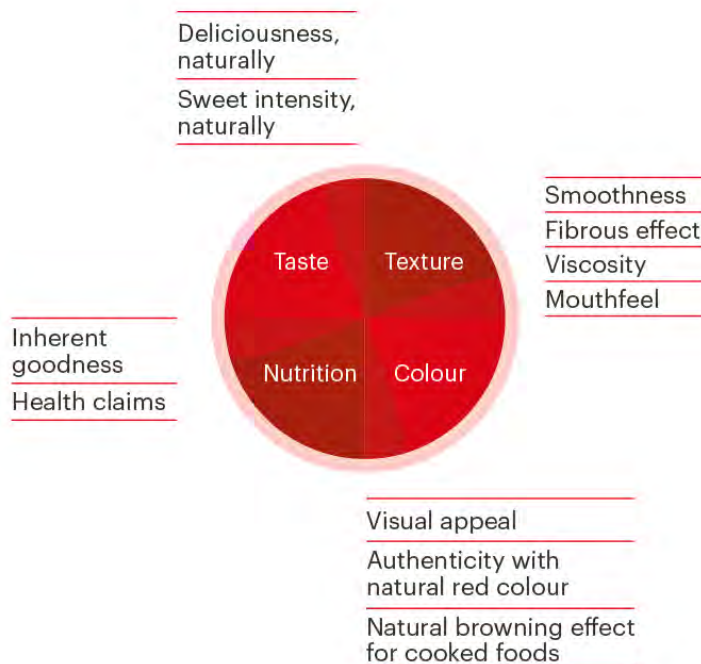 Deliciousness,
naturally
Sweet intensity,
naturally
Smoothness
Fibrous effect
Viscosity
Mouthfeel
Taste
Texture
Inherent
goodness
Health claims
Nutrition
Colour
Visual appeal
Authenticity with
natural red colour
Natural browning effect
for cooked foods